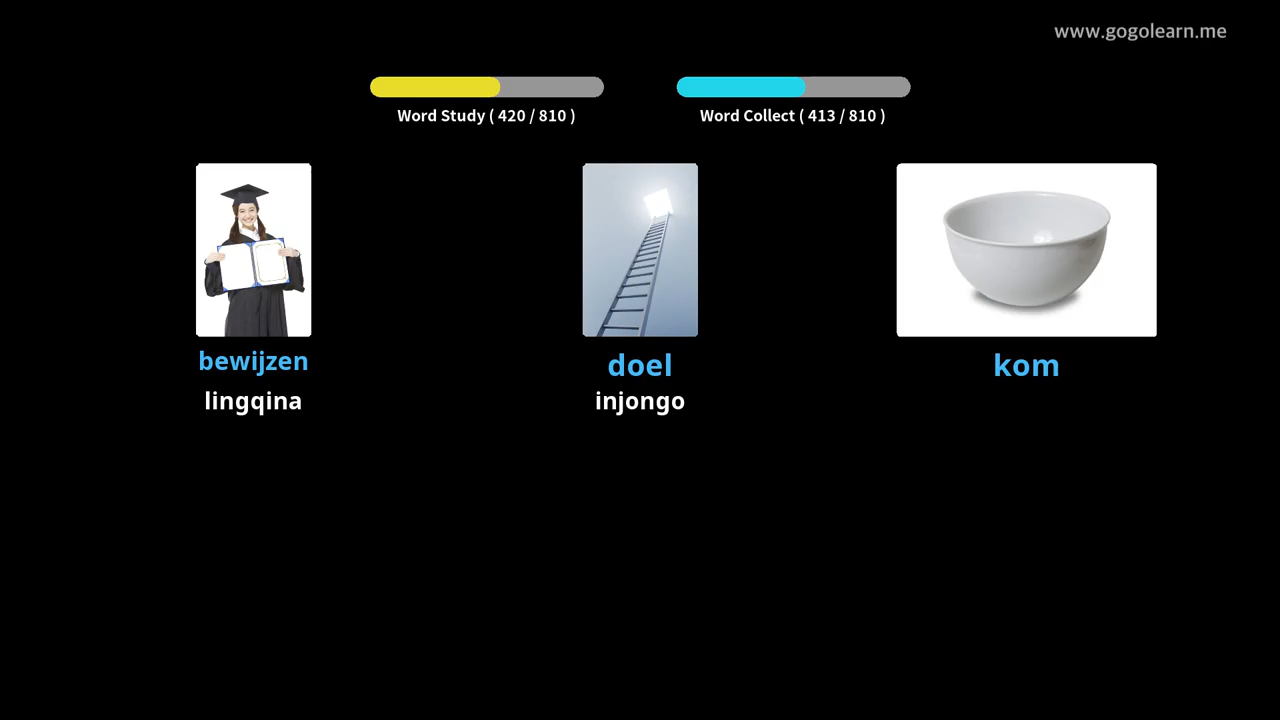 www.gogolearn.me
Word Study ( 420 / 810 )
Word Collect ( 413 / 810 )
bewijzen
lingqina
doel
injongo
kom